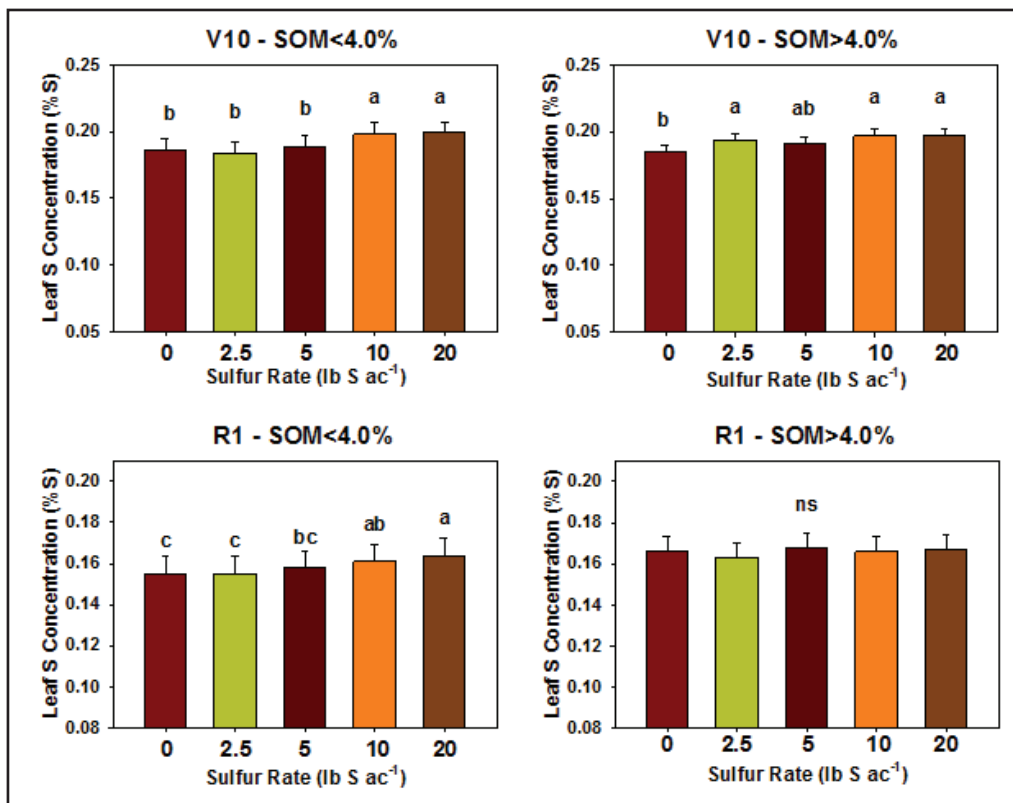 V10 - SOM<4.0%
Leaf S Concentration (%S)
0.25
0.20
0.15
0.10
0.05
b b b a a
0 2.5 5 10 20
Sulfur Rate (lb S ac⁻¹)
V10 - SOM>4.0%
Leaf S Concentration (%S)
0.25
0.20
0.15
0.10
0.05
b a ab a a
0 2.5 5 10 20
Sulfur Rate (lb S ac⁻¹)
R1 - SOM<4.0%
Leaf S Concentration (%S)
0.20
0.18
0.16
0.14
0.12
0.10
0.08
c c bc ab a
0 2.5 5 10 20
Sulfur Rate (lb S ac⁻¹)
R1 - SOM>4.0%
Leaf S Concentration (%S)
0.20
0.18
0.16
0.14
0.12
0.10
0.08
ns
0 2.5 5 10 20
Sulfur Rate (lb S ac⁻¹)